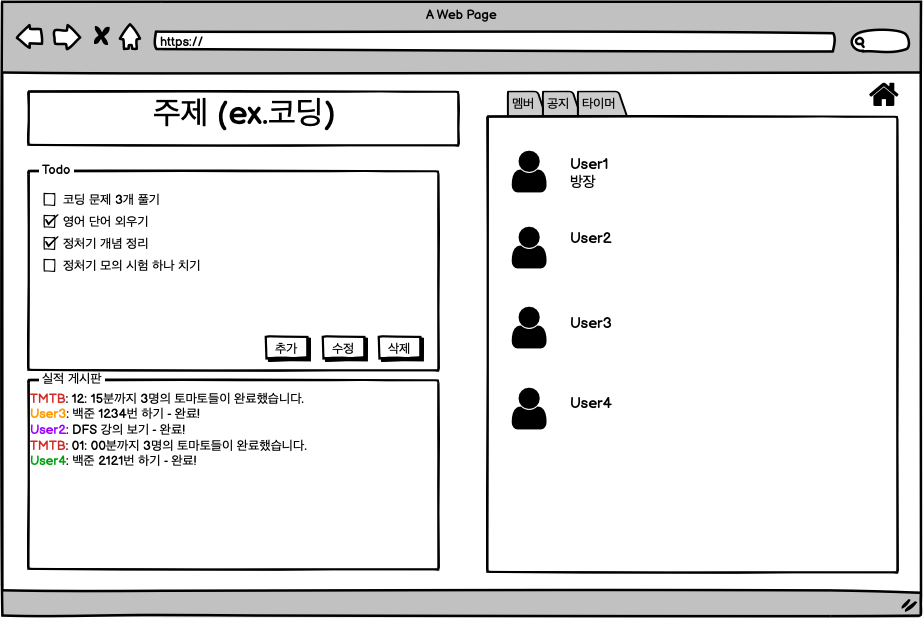 A Web Page
https://
주제 (ex.코딩)
Todo
코딩 문제 3개 풀기
영어 단어 외우기
정처기 개념 정리
정처기 모의 시험 하나 치기
추가 수정 삭제
실적 게시판
TMTB: 12: 15분까지 3명의 토마토들이 완료했습니다.
User3: 백준 1234번 하기 - 완료!
User2: DFS 강의 보기 - 완료!
TMTB: 01: 00분까지 3명의 토마토들이 완료했습니다.
User4: 백준 2121번 하기 - 완료!
멤버 공지 타이머
User1
방장
User2
User3
User4